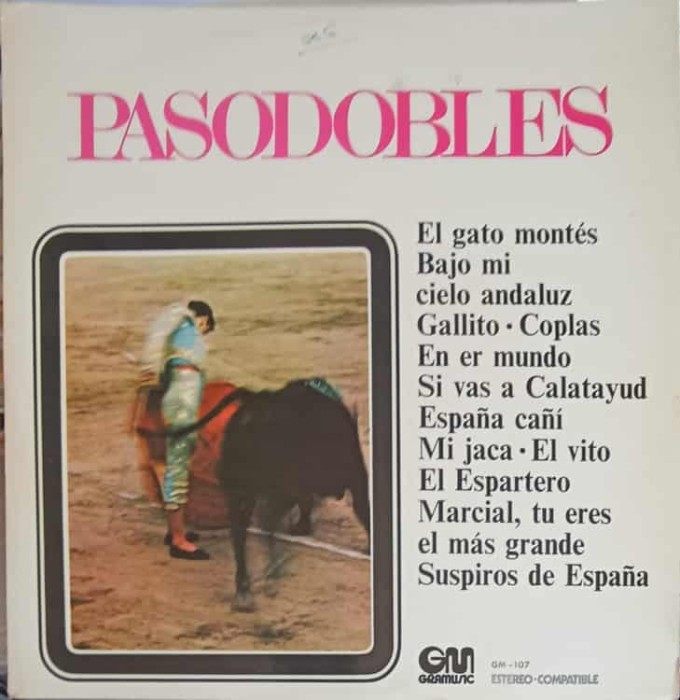 PASODOBLES
El gato montés
Bajo mi
cielo andaluz
Gallito · Coplas
En er mundo
Si vas a Calatayud
España cañí
Mi jaca · El vito
El Espartero
Marcial, tu eres
el más grande
Suspiros de España
GM
GRAMUSIC
GM - 107
ESTEREO-COMPATIBLE